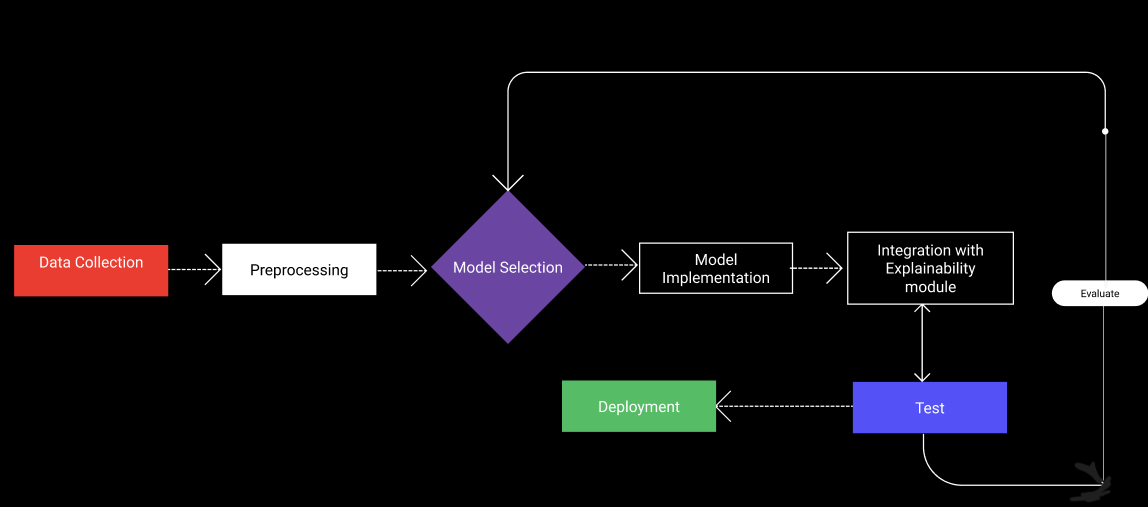 Data Collection
Preprocessing
Model Selection
Model
Implementation
Integration with
Explainability
module
Evaluate
Deployment
Test